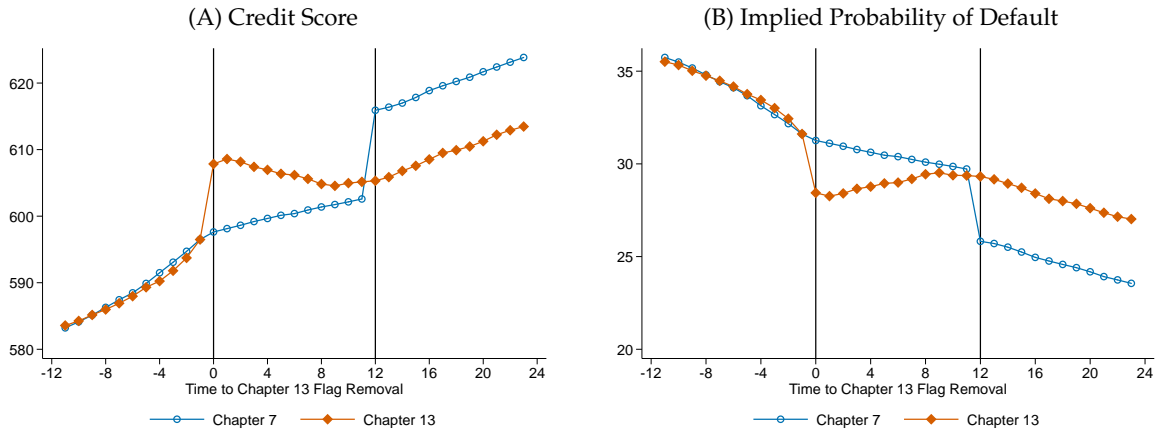 (A) Credit Score
620
610
600
590
580
-12 -8 -4 0 4 8 12 16 20 24
Time to Chapter 13 Flag Removal
Chapter 7 Chapter 13
(B) Implied Probability of Default
35
30
25
20
-12 -8 -4 0 4 8 12 16 20 24
Time to Chapter 13 Flag Removal
Chapter 7 Chapter 13